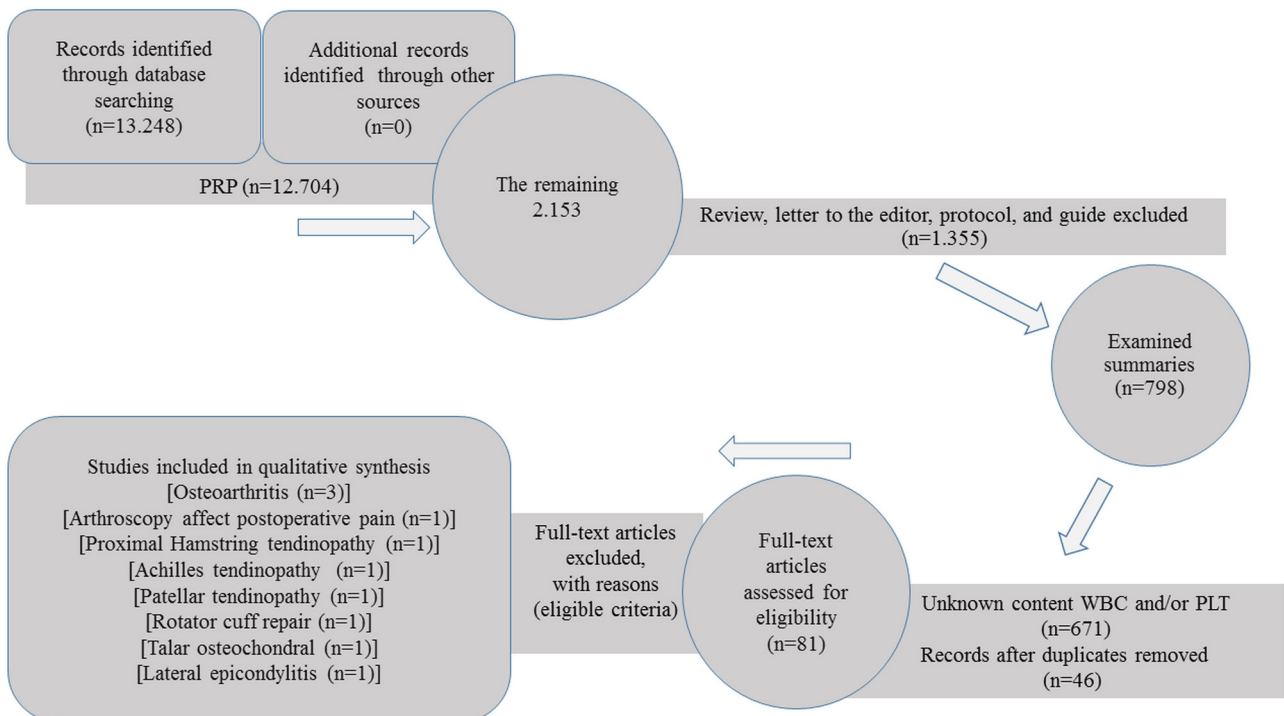 Records identified
through database
searching
(n=13.248)
Additional records
identified through other
sources
(n=0)
PRP (n=12.704)
The remaining
2.153
Review, letter to the editor, protocol, and guide excluded
(n=1.355)
Examined
summaries
(n=798)
Unknown content WBC and/or PLT
(n=671)
Records after duplicates removed
(n=46)
Full-text
articles
assessed for
eligibility
(n=81)
Full-text articles
excluded,
with reasons
(eligible criteria)
Studies included in qualitative synthesis
[Osteoarthritis (n=3)]
[Arthroscopy affect postoperative pain (n=1)]
[Proximal Hamstring tendinopathy (n=1)]
[Achilles tendinopathy (n=1)]
[Patellar tendinopathy (n=1)]
[Rotator cuff repair (n=1)]
[Talar osteochondral (n=1)]
[Lateral epicondylitis (n=1)]